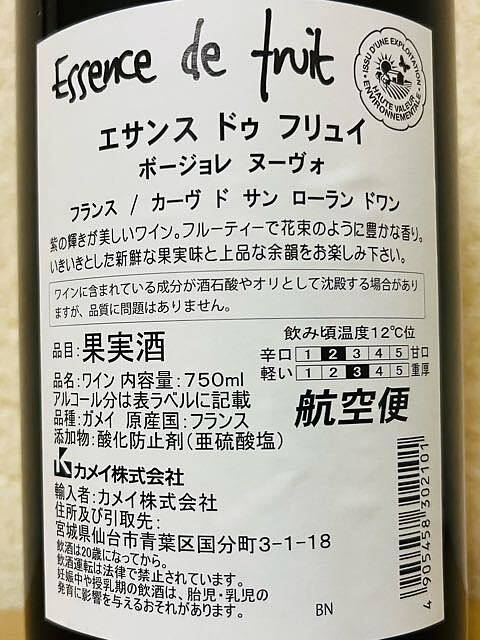 Essence de fruit
ISSU D'UNE EXPLOITATION
HAUTE VALEUR
ENVIRONNEMENTALE
エサンス ドゥ フリュイ
ボージョレ ヌーヴォ
フランス / カーヴ ド サン ローラン ドワン
紫の輝きが美しいワイン。フルーティーで花束のように豊かな香り。
いきいきとした新鮮な果実味と上品な余韻をお楽しみ下さい。
ワインに含まれている成分が酒石酸やオリとして沈殿する場合があり
ますが、品質に問題はありません。
飲み頃温度12℃位
品目:果実酒
辛口 1 2 3 4 5 甘口
軽い 1 2 3 4 5 重厚
品名:ワイン 内容量:750ml
アルコール分は表ラベルに記載
航空便
品種:ガメイ 原産国:フランス
添加物:酸化防止剤(亜硫酸塩)
K カメイ株式会社
輸入者:カメイ株式会社
住所及び引取先:
宮城県仙台市青葉区国分町3-1-18
飲酒は20歳になってから。
飲酒運転は法律で禁止されています。
妊娠中や授乳期の飲酒は、胎児・乳児の
発育に影響を与えるおそれがあります。
BN
4 905458 302101